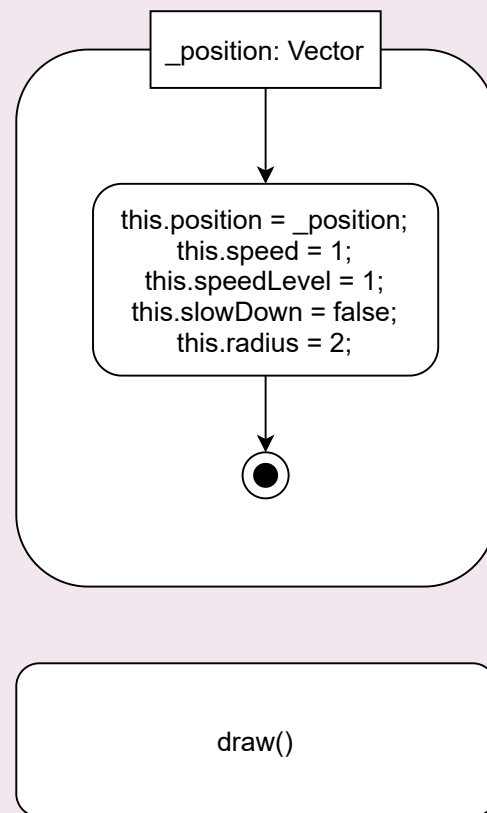 _position: Vector
this.position = _position;
this.speed = 1;
this.speedLevel = 1;
this.slowDown = false;
this.radius = 2;
draw()